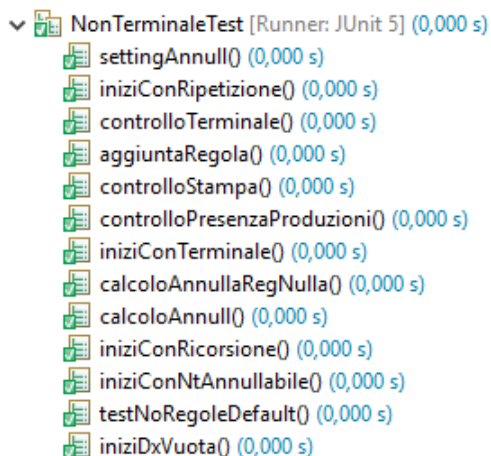 NonTerminaleTest [Runner: JUnit 5] (0,000 s)
settingAnnull() (0,000 s)
iniziConRipetizione() (0,000 s)
controlloTerminale() (0,000 s)
aggiuntaRegola() (0,000 s)
controlloStampa() (0,000 s)
controlloPresenzaProduzioni() (0,000 s)
iniziConTerminale() (0,000 s)
calcoloAnnullaRegNulla() (0,000 s)
calcoloAnnull() (0,000 s)
iniziConRicorsione() (0,000 s)
iniziConNtAnnullabile() (0,000 s)
testNoRegoleDefault() (0,000 s)
iniziDxVuota() (0,000 s)